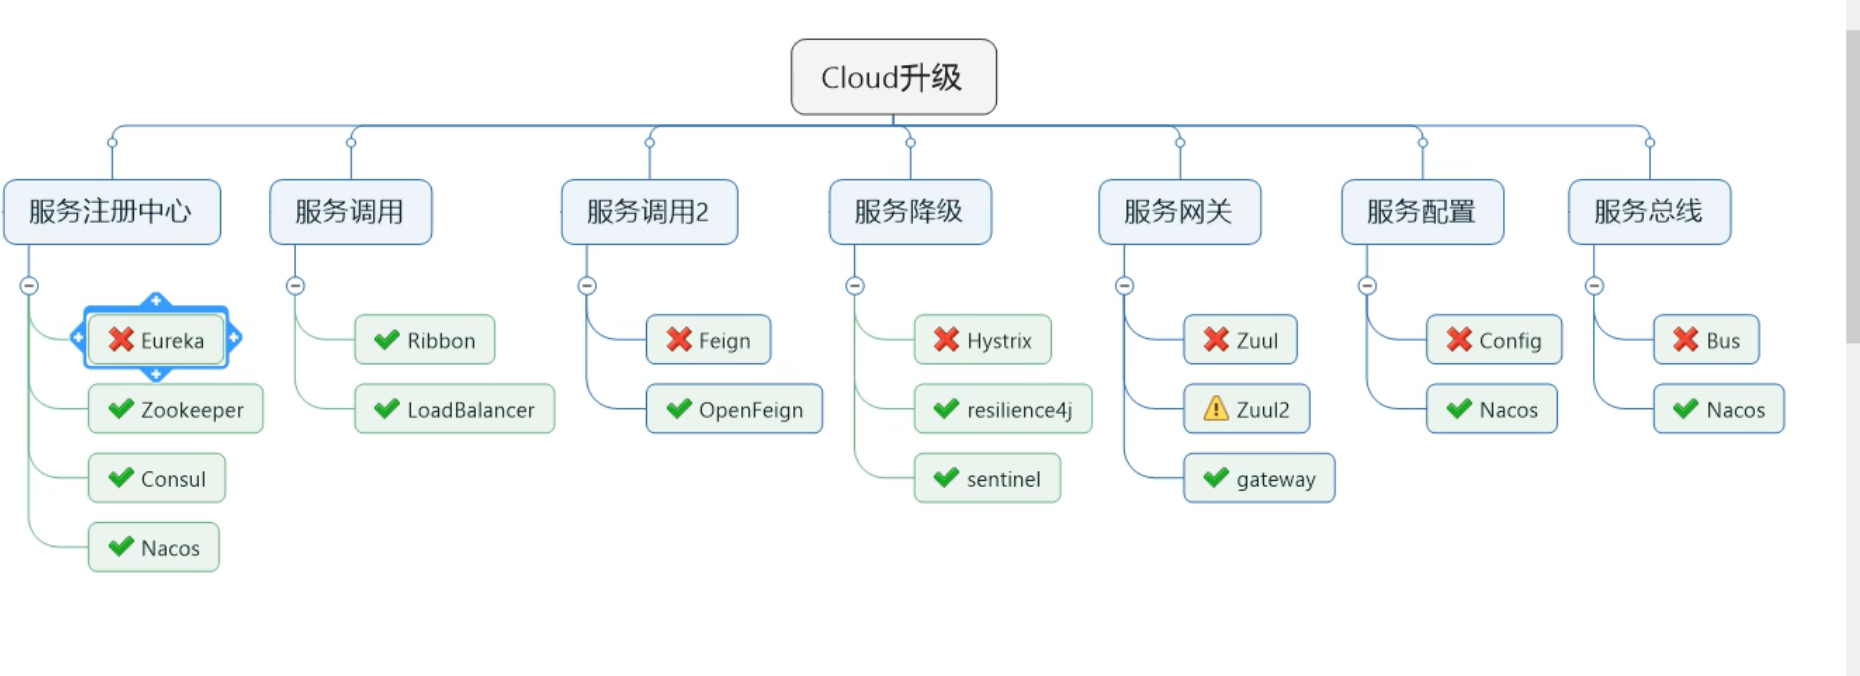 Cloud升级
服务注册中心
服务调用
服务调用2
服务降级
服务网关
服务配置
服务总线
Eureka
Zookeeper
Consul
Nacos
Ribbon
LoadBalancer
Feign
OpenFeign
Hystrix
resilience4j
sentinel
Zuul
Zuul2
gateway
Config
Nacos
Bus
Nacos